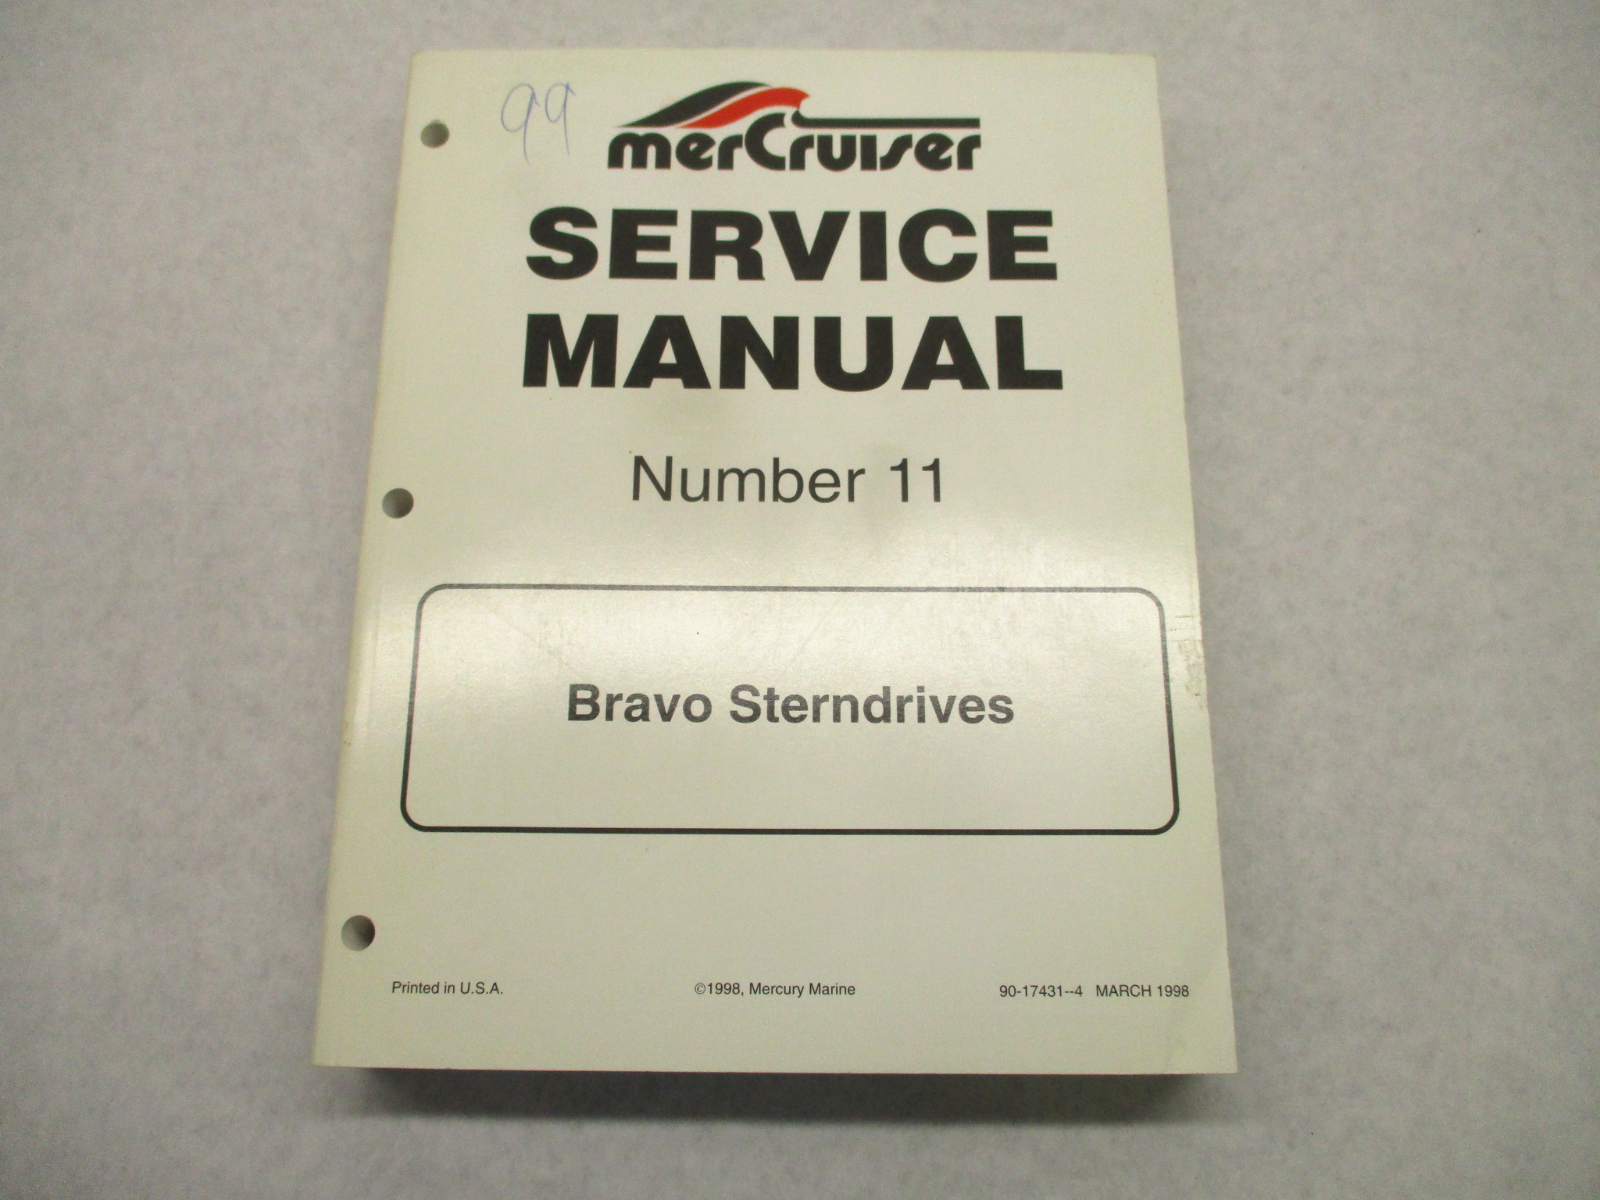 99
merCruiser
SERVICE
MANUAL
Number 11
Bravo Sterndrives
Printed in U.S.A.
©1998, Mercury Marine
90-17431--4 MARCH 1998